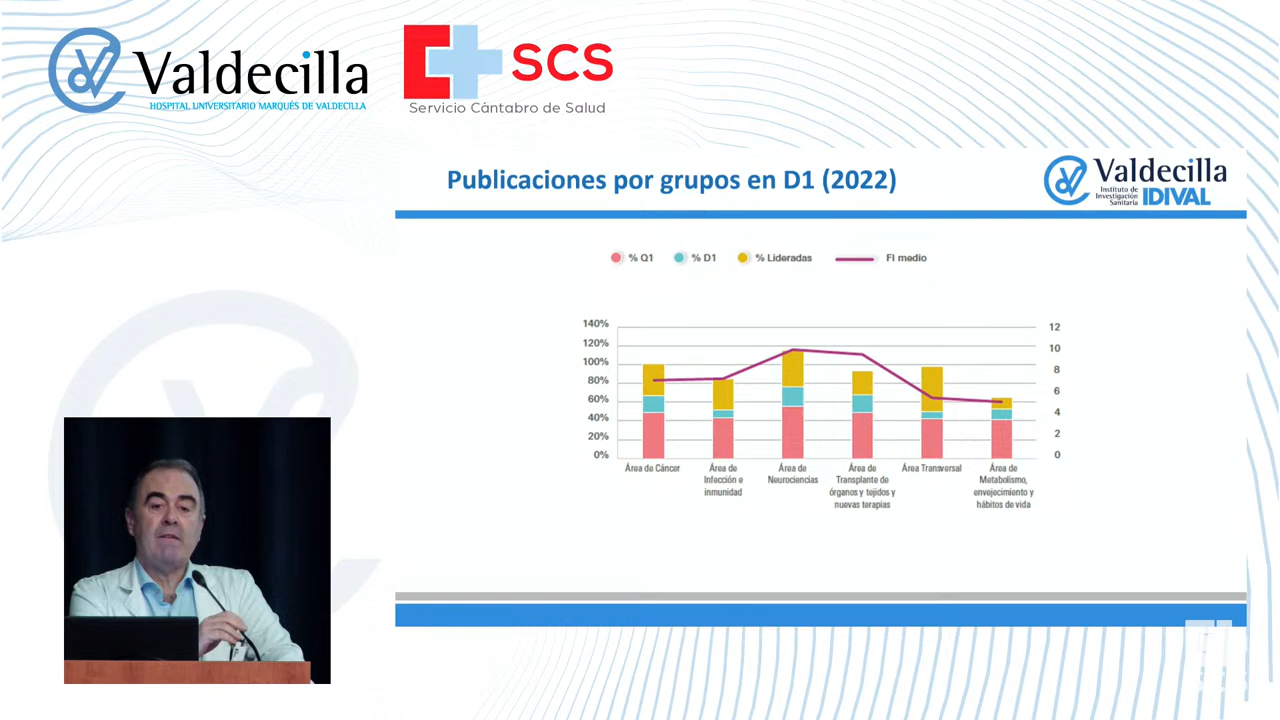 Valdecilla
HOSPITAL UNIVERSITARIO MARQUÉS DE VALDECILLA
SCS
Servicio Cántabro de Salud
Publicaciones por grupos en D1 (2022)
Valdecilla
Instituto de
Investigación
Sanitaria
IDIVAL
% Q1
% D1
% Lideradas
FI medio
140%
120%
100%
80%
60%
40%
20%
0%
12
10
8
6
4
2
0
Área de Cáncer
Área de
Infección e
inmunidad
Área de
Neurociencias
Área de
Transplante de
órganos y tejidos y
nuevas terapias
Área Transversal
Área de
Metabolismo,
envejecimiento y
hábitos de vida